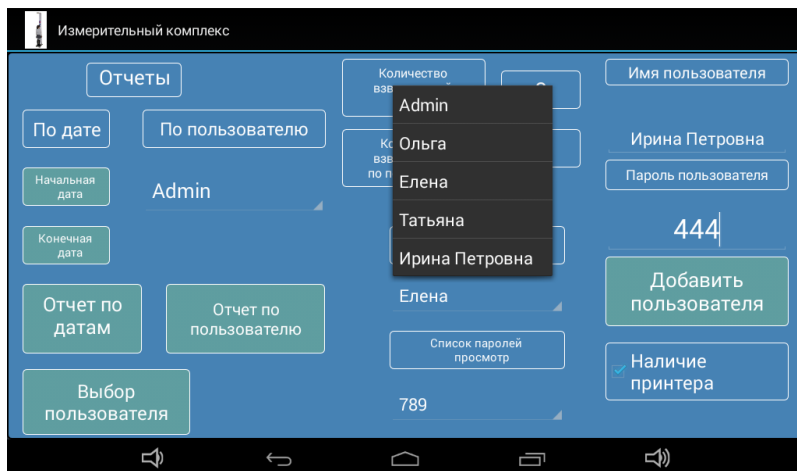 Измерительный комплекс
Отчеты
По дате
По пользователю
Начальная
дата
Admin
Конечная
дата
Отчет по
датам
Отчет по
пользователю
Выбор
пользователя
Количество
Admin
Ольга
Елена
Татьяна
Ирина Петровна
Елена
Список паролей
просмотр
789
Имя пользователя
Ирина Петровна
Пароль пользователя
444
Добавить
пользователя
Наличие
принтера